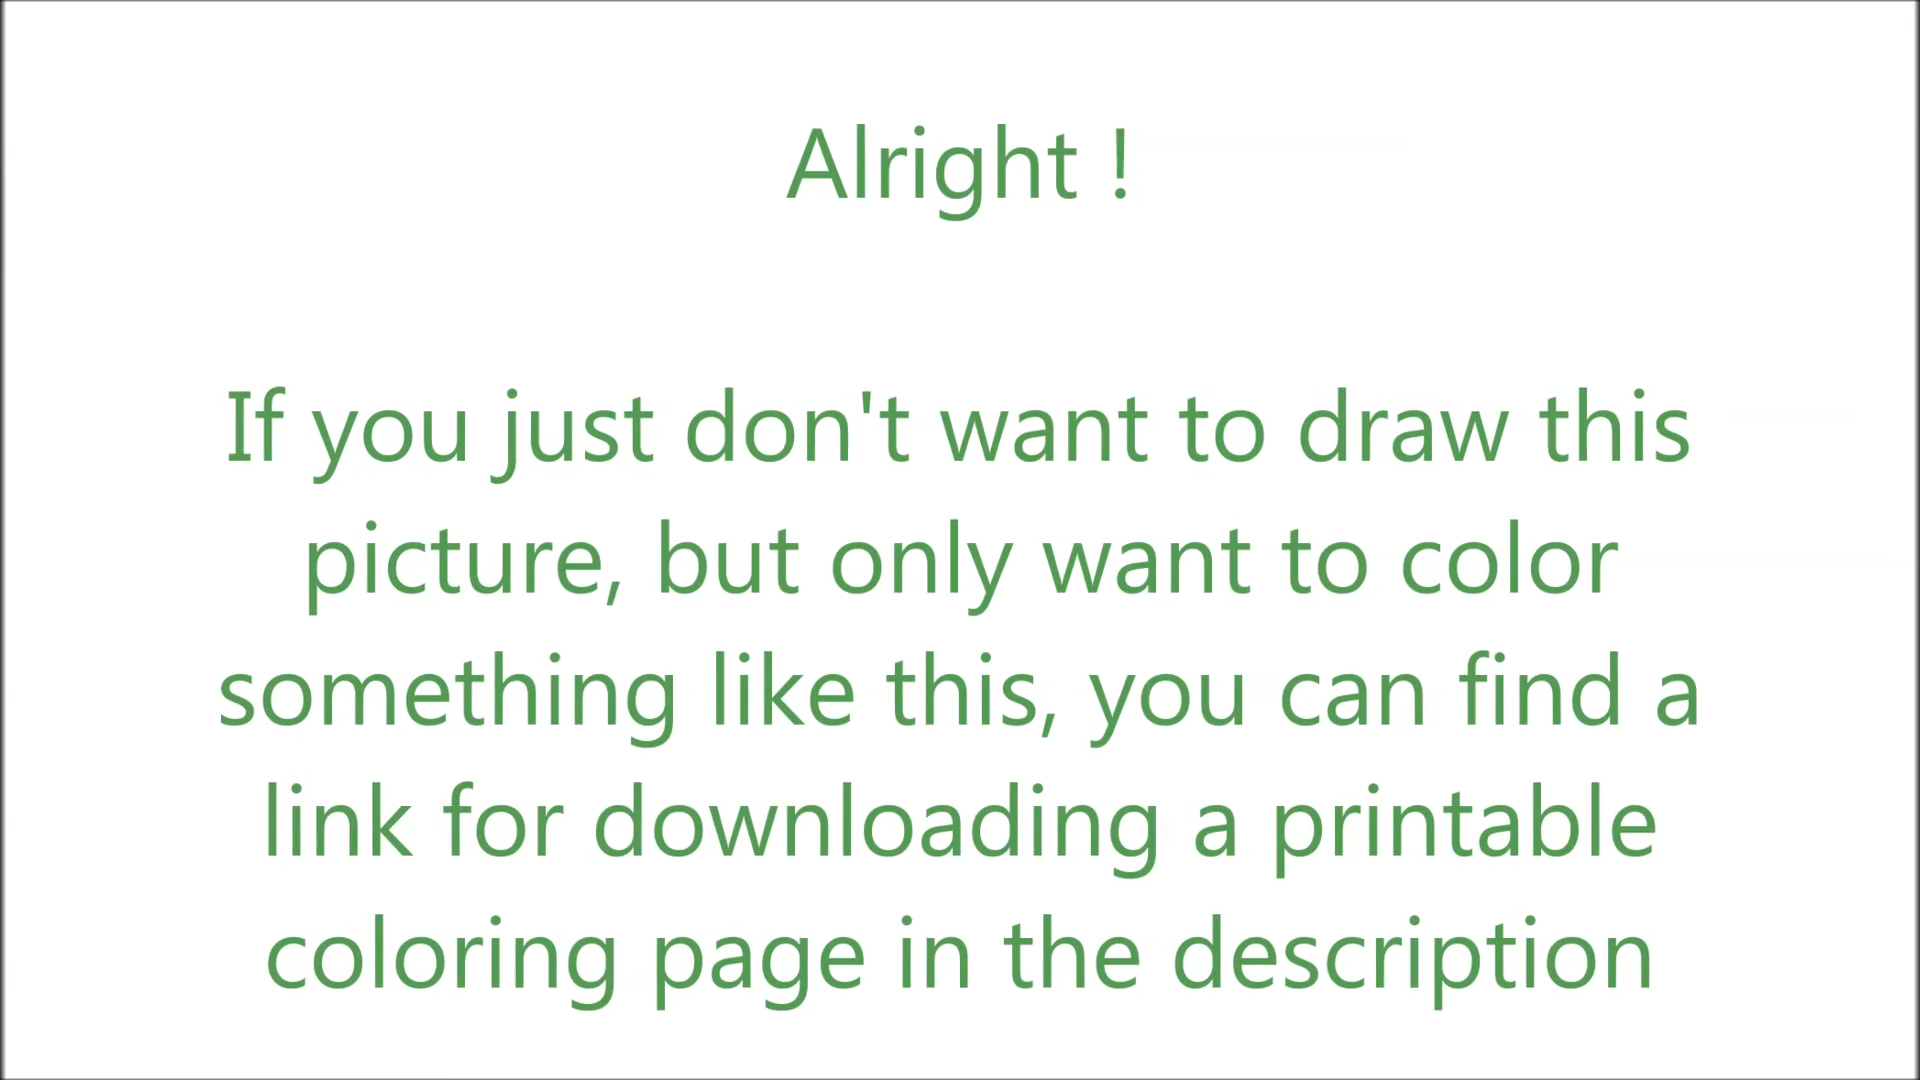 Alright !
If you just don't want to draw this
picture, but only want to color
something like this, you can find a
link for downloading a printable
coloring page in the description